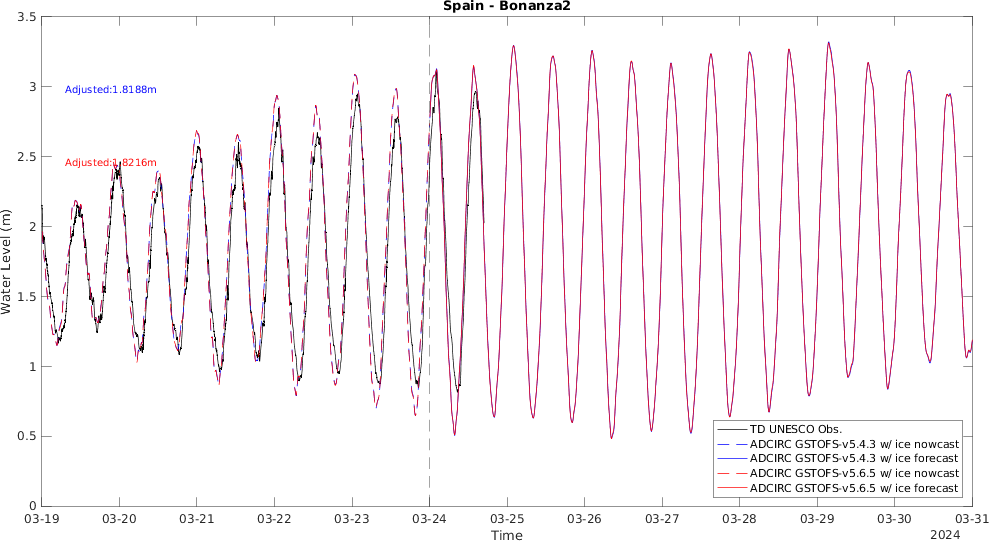 Spain - Bonanza2
3.5
3
2.5
2
1.5
1
0.5
0
Water Level (m)
Adjusted:1.8188m
Adjusted:1.8216m
TD UNESCO Obs.
ADCIRC GSTOFS-v5.4.3 w/ ice nowcast
ADCIRC GSTOFS-v5.4.3 w/ ice forecast
ADCIRC GSTOFS-v5.6.5 w/ ice nowcast
ADCIRC GSTOFS-v5.6.5 w/ ice forecast
03-19 03-20 03-21 03-22 03-23 03-24 03-25 03-26 03-27 03-28 03-29 03-30 03-31
Time
2024